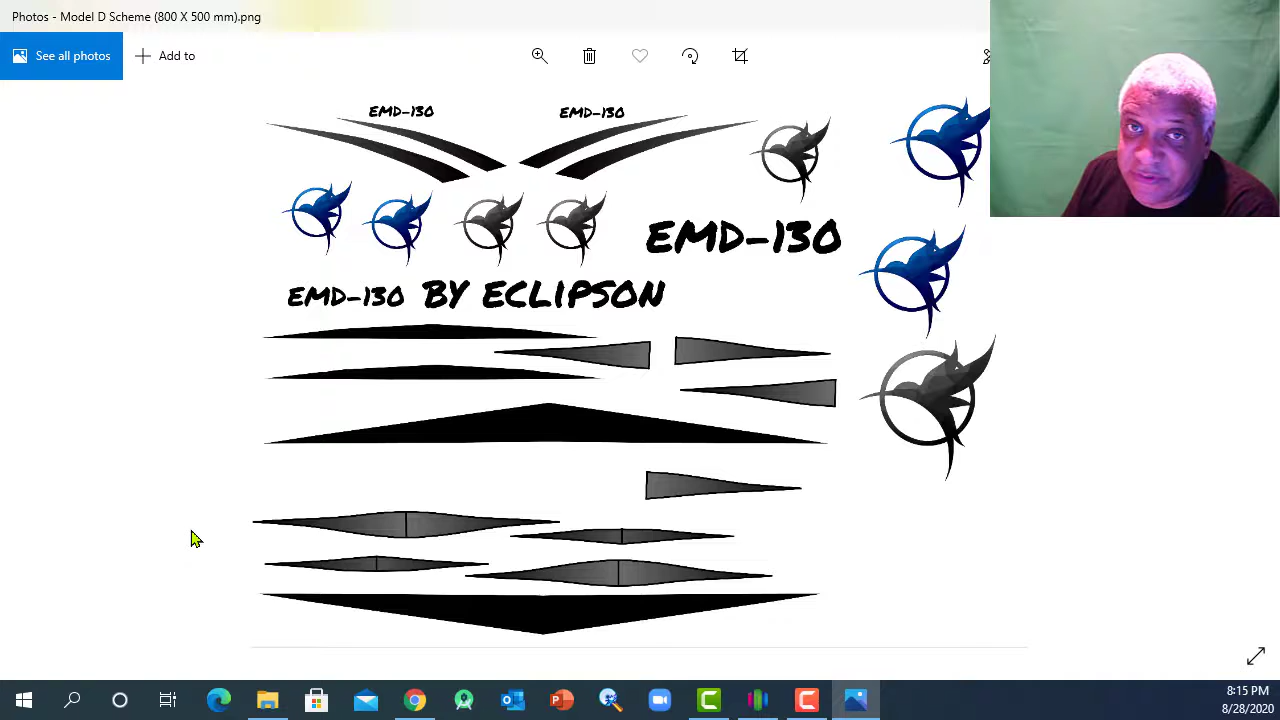 Photos - Model D Scheme (800 X 500 mm).png
See all photos
Add to
EMD-130
EMD-130
EMD-130
EMD-130 BY ECLIPSON
8:15 PM
8/28/2020